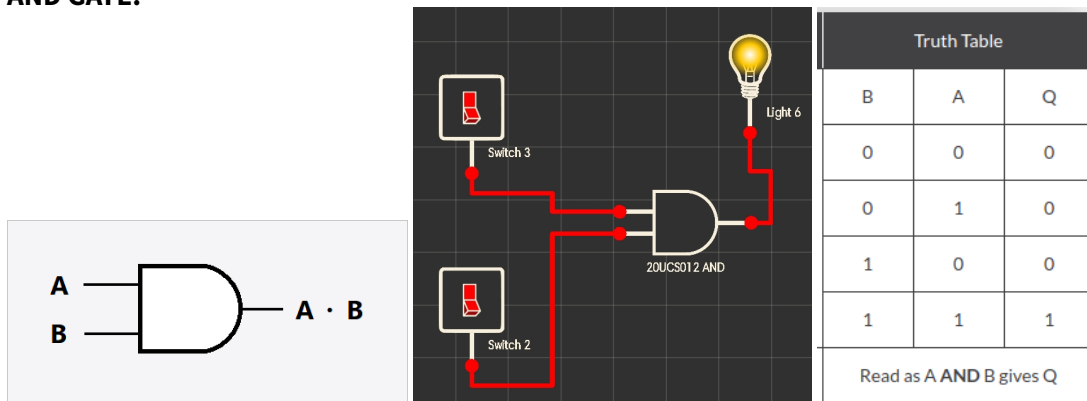 AND GATE:
A
B
A · B
Switch 3
Light 6
20UCS012 AND
Switch 2
Truth Table
B A Q
0 0 0
0 1 0
1 0 0
1 1 1
Read as A AND B gives Q